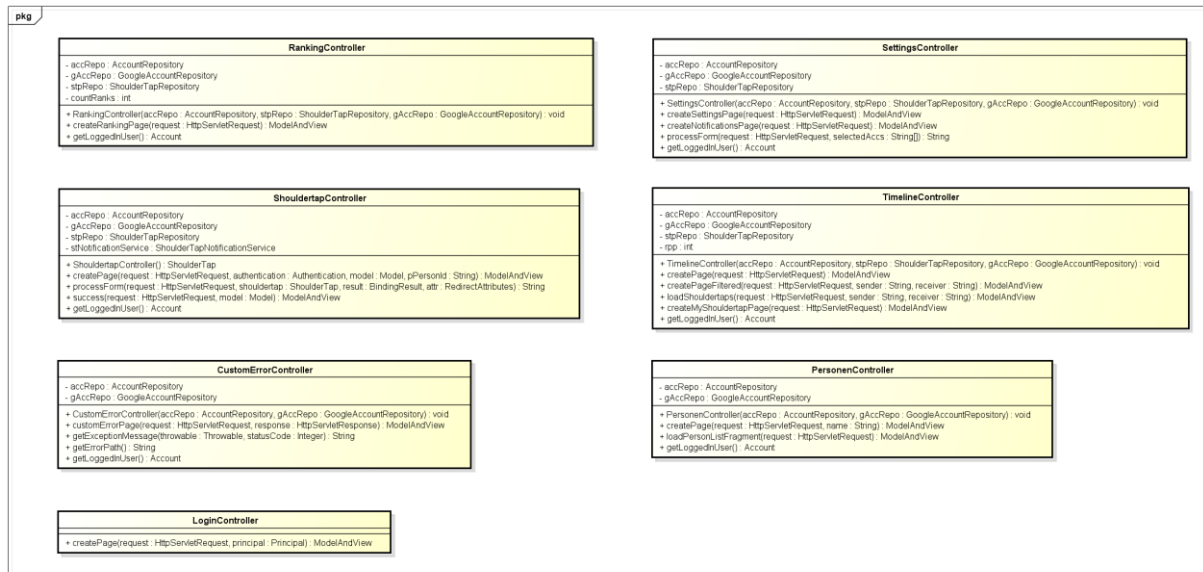 pkg
RankingController
- accRepo : AccountRepository
- gAccRepo : GoogleAccountRepository
- stpRepo : ShoulderTapRepository
- countRanks : int
+ RankingController(accRepo : AccountRepository, stpRepo : ShoulderTapRepository, gAccRepo : GoogleAccountRepository) : void
+ createRankingPage(request : HttpServletRequest) : ModelAndView
+ getLoggedInUser() : Account
SettingsController
- accRepo : AccountRepository
- gAccRepo : GoogleAccountRepository
- stpRepo : ShoulderTapRepository
+ SettingsController(accRepo : AccountRepository, stpRepo : ShoulderTapRepository, gAccRepo : GoogleAccountRepository) : void
+ createSettingsPage(request : HttpServletRequest) : ModelAndView
+ createNotificationsPage(request : HttpServletRequest) : ModelAndView
+ processForm(request : HttpServletRequest, selectedAccs : String[]) : String
+ getLoggedInUser() : Account
ShouldertapController
- accRepo : AccountRepository
- gAccRepo : GoogleAccountRepository
- stpRepo : ShoulderTapRepository
- stNotificationService : ShoulderTapNotificationService
+ ShouldertapController() : ShoulderTap
+ createPage(request : HttpServletRequest, authentication : Authentication, model : Model, pPersonId : String) : ModelAndView
+ processForm(request : HttpServletRequest, shouldertap : ShoulderTap, result : BindingResult, attr : RedirectAttributes) : String
+ success(request : HttpServletRequest, model : Model) : ModelAndView
+ getLoggedInUser() : Account
TimelineController
- accRepo : AccountRepository
- gAccRepo : GoogleAccountRepository
- stpRepo : ShoulderTapRepository
- rpp : int
+ TimelineController(accRepo : AccountRepository, stpRepo : ShoulderTapRepository, gAccRepo : GoogleAccountRepository) : void
+ createPage(request : HttpServletRequest) : ModelAndView
+ createPageFiltered(request : HttpServletRequest, sender : String, receiver : String) : ModelAndView
+ loadShouldertaps(request : HttpServletRequest, sender : String, receiver : String) : ModelAndView
+ createMyShouldertapPage(request : HttpServletRequest) : ModelAndView
+ getLoggedInUser() : Account
CustomErrorController
- accRepo : AccountRepository
- gAccRepo : GoogleAccountRepository
+ CustomErrorController(accRepo : AccountRepository, gAccRepo : GoogleAccountRepository) : void
+ customErrorPage(request : HttpServletRequest, response : HttpServletResponse) : ModelAndView
+ getExceptionMessage(throwable : Throwable, statusCode : Integer) : String
+ getErrorPath() : String
+ getLoggedInUser() : Account
PersonenController
- accRepo : AccountRepository
- gAccRepo : GoogleAccountRepository
+ PersonenController(accRepo : AccountRepository, gAccRepo : GoogleAccountRepository) : void
+ createPage(request : HttpServletRequest, name : String) : ModelAndView
+ loadPersonListFragment(request : HttpServletRequest) : ModelAndView
+ getLoggedInUser() : Account
LoginController
+ createPage(request : HttpServletRequest, principal : Principal) : ModelAndView